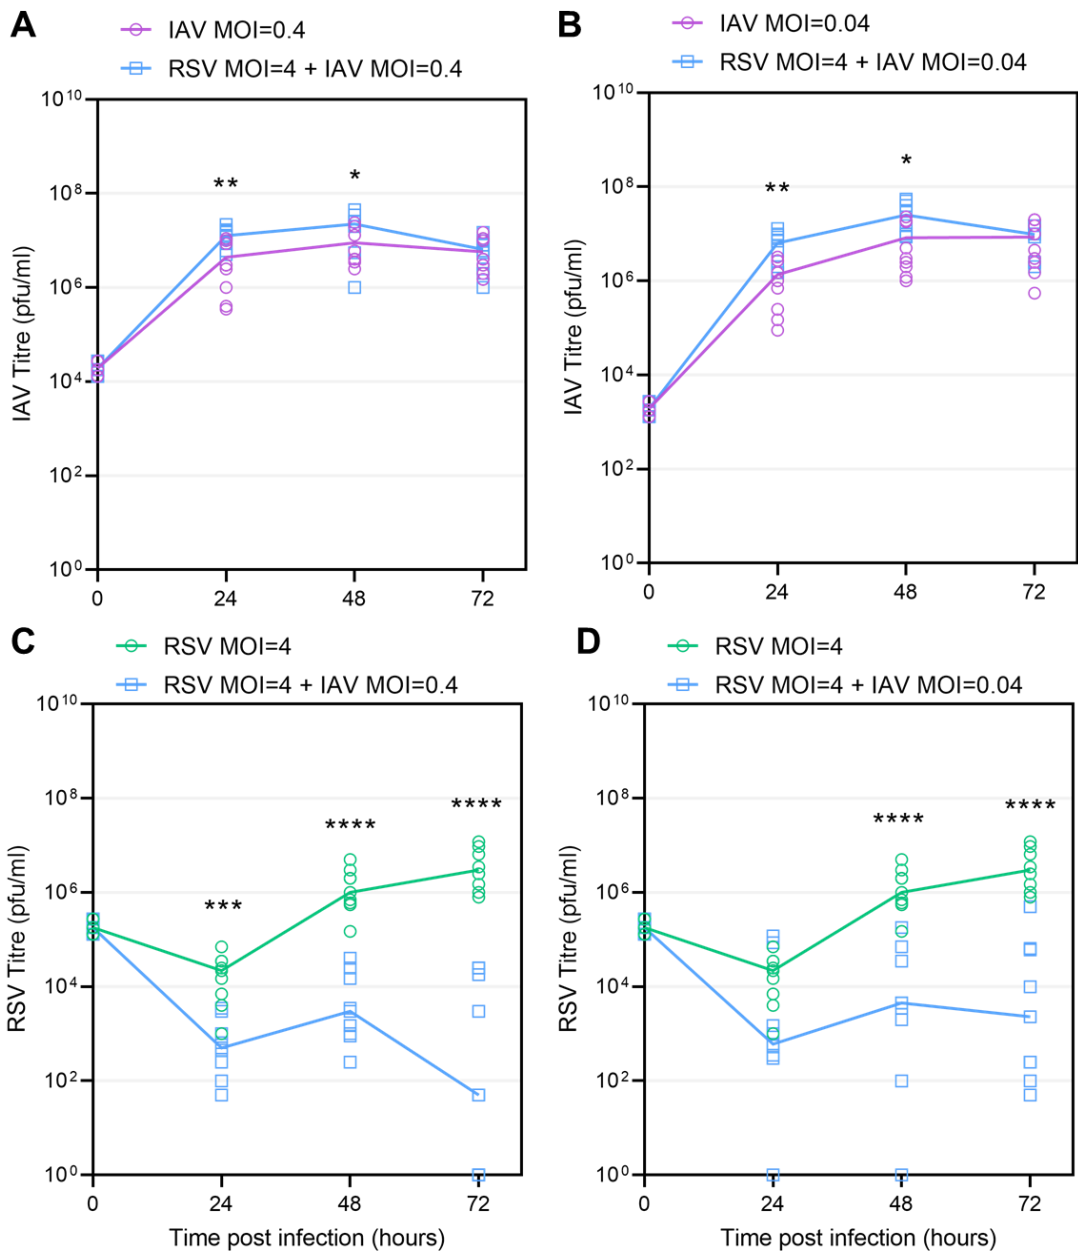 A
IAV MOI=0.4
RSV MOI=4 + IAV MOI=0.4
10^10
10^8
10^6
10^4
10^2
10^0
IAV Titre (pfu/ml)
**
*
0 24 48 72
B
IAV MOI=0.04
RSV MOI=4 + IAV MOI=0.04
10^10
10^8
10^6
10^4
10^2
10^0
IAV Titre (pfu/ml)
**
*
0 24 48 72
C
RSV MOI=4
RSV MOI=4 + IAV MOI=0.4
10^10
10^8
10^6
10^4
10^2
10^0
RSV Titre (pfu/ml)
***
****
****
0 24 48 72
Time post infection (hours)
D
RSV MOI=4
RSV MOI=4 + IAV MOI=0.04
10^10
10^8
10^6
10^4
10^2
10^0
RSV Titre (pfu/ml)
****
****
0 24 48 72
Time post infection (hours)